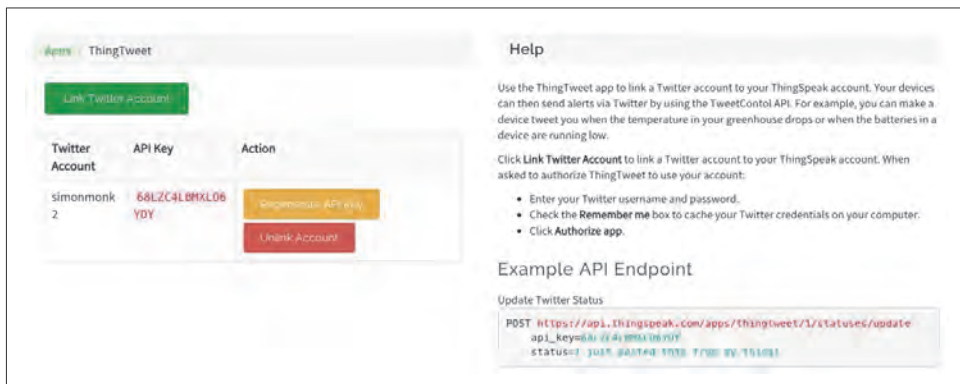 Apps / ThingTweet
Link Twitter Account
Twitter Account
API Key
Action
simonmonk
2
68LZC4LBMXLO6
YDY
Regenerate API Key
Unlink Account
Help
Use the ThingTweet app to link a Twitter account to your ThingSpeak account. Your devices
can then send alerts via Twitter by using the TweetContol API. For example, you can make a
device tweet you when the temperature in your greenhouse drops or when the batteries in a
device are running low.
Click Link Twitter Account to link a Twitter account to your ThingSpeak account. When
asked to authorize ThingTweet to use your account:
• Enter your Twitter username and password.
• Check the Remember me box to cache your Twitter credentials on your computer.
• Click Authorize app.
Example API Endpoint
Update Twitter Status
POST https://api.thingspeak.com/apps/thingtweet/1/statuses/update
api_key=
status=I just posted this from my